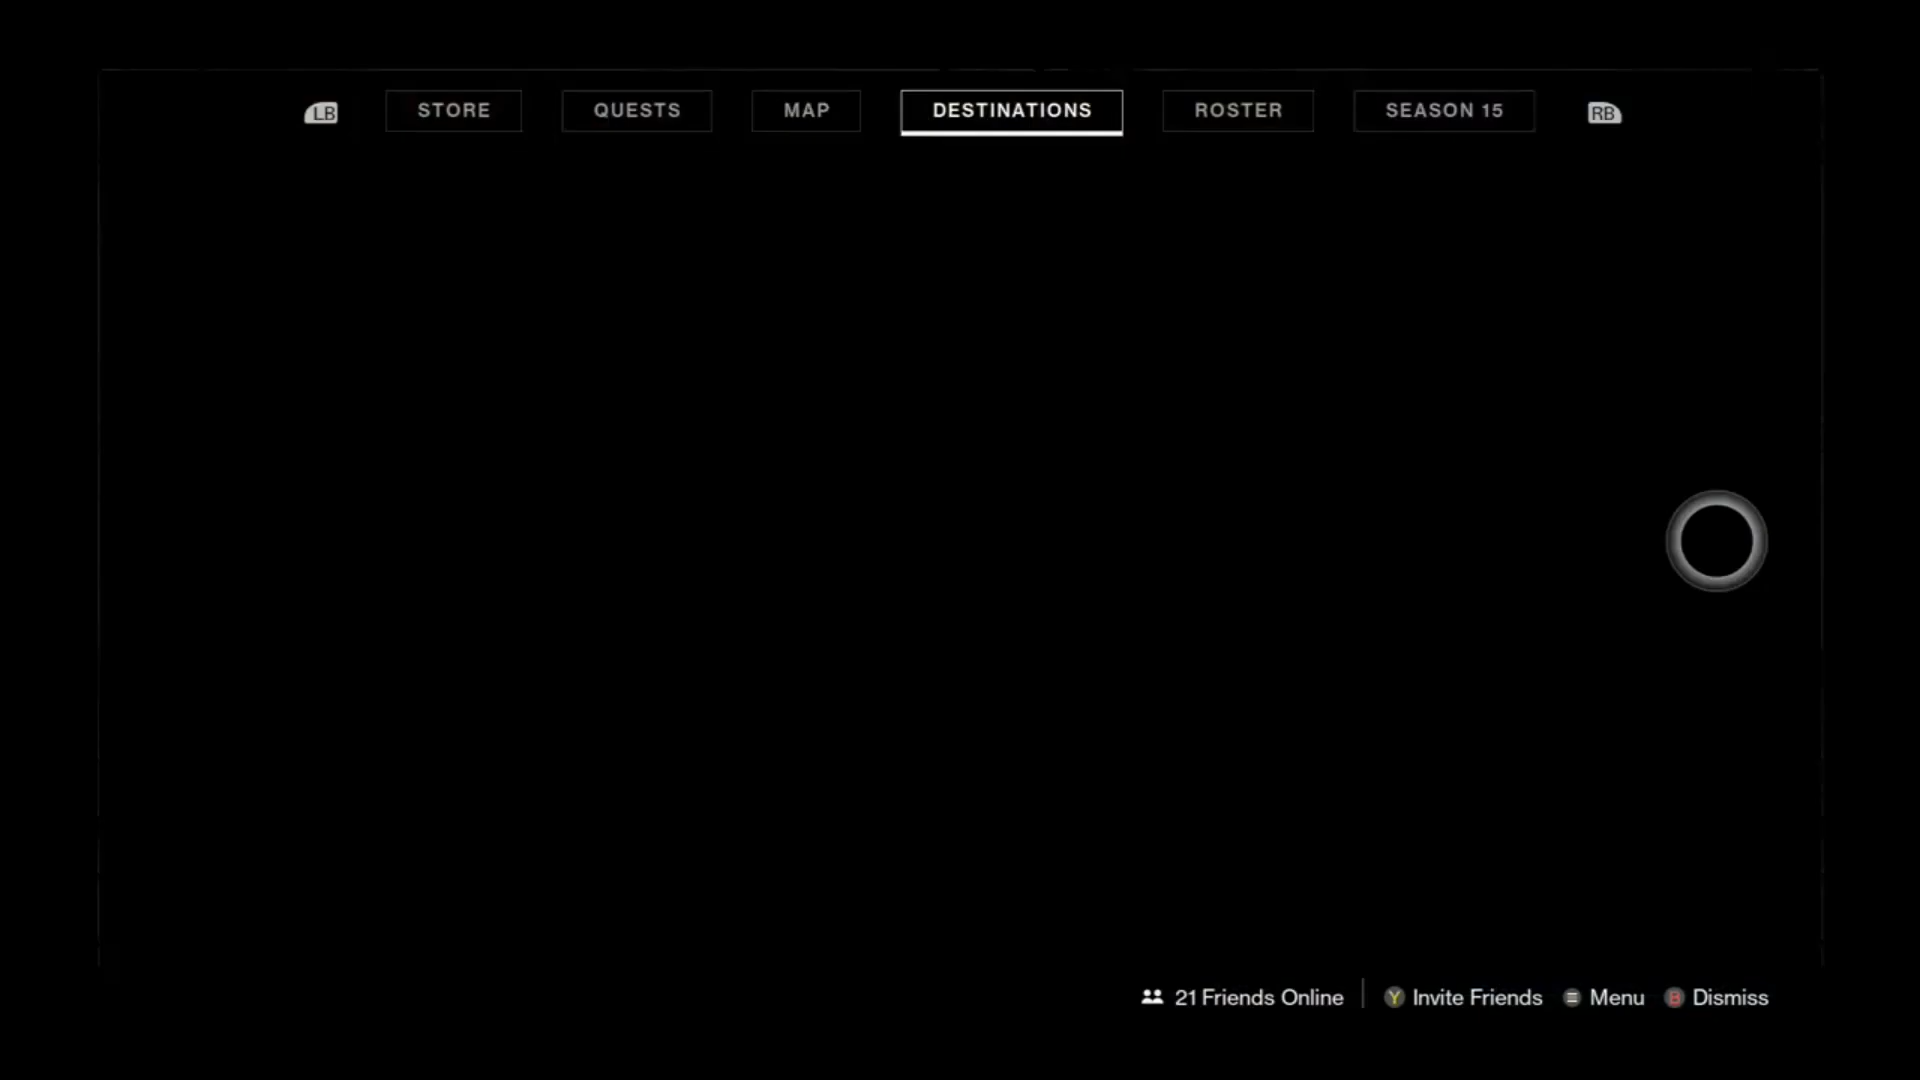 LB STORE QUESTS MAP DESTINATIONS ROSTER SEASON 15 RB
21 Friends Online Y Invite Friends Menu B Dismiss